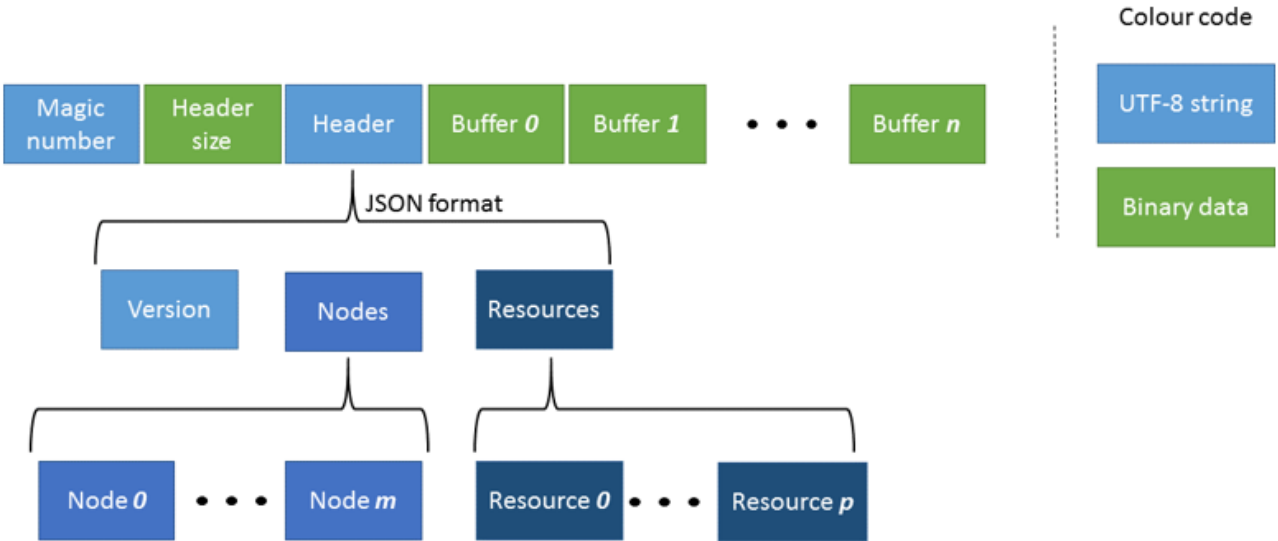 Colour code
Magic
number
Header
size
Header
Buffer 0
Buffer 1
Buffer n
UTF-8 string
Binary data
JSON format
Version
Nodes
Resources
Node 0
Node m
Resource 0
Resource p